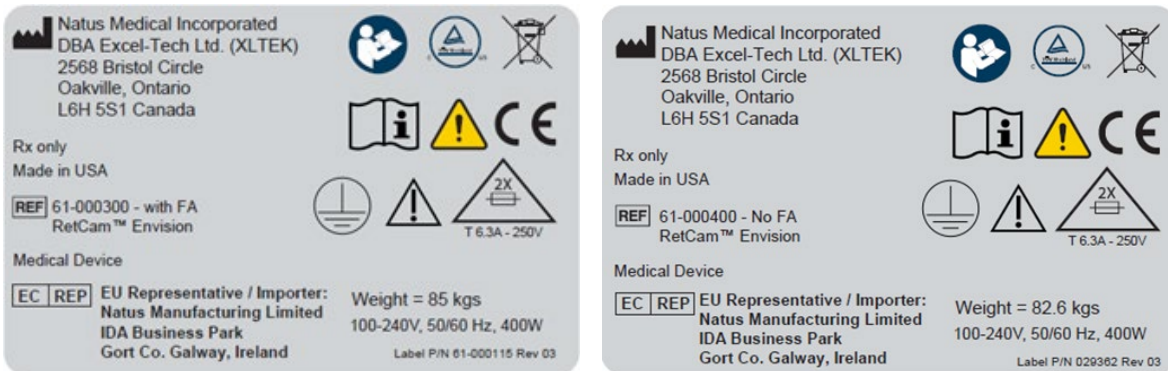 Natus Medical Incorporated
DBA Excel-Tech Ltd. (XLTEK)
2568 Bristol Circle
Oakville, Ontario
L6H 5S1 Canada
Rx only
Made in USA
REF 61-000300 - with FA
RetCam™ Envision
2X
T 6.3A - 250V
Medical Device
EC REP EU Representative / Importer:
Natus Manufacturing Limited
IDA Business Park
Gort Co. Galway, Ireland
Weight = 85 kgs
100-240V, 50/60 Hz, 400W
Label P/N 61-000115 Rev 03
CE
Natus Medical Incorporated
DBA Excel-Tech Ltd. (XLTEK)
2568 Bristol Circle
Oakville, Ontario
L6H 5S1 Canada
Rx only
Made in USA
REF 61-000400 - No FA
RetCam™ Envision
2X
T 6.3A - 250V
Medical Device
EC REP EU Representative / Importer:
Natus Manufacturing Limited
IDA Business Park
Gort Co. Galway, Ireland
Weight = 82.6 kgs
100-240V, 50/60 Hz, 400W
Label P/N 029362 Rev 03
CE